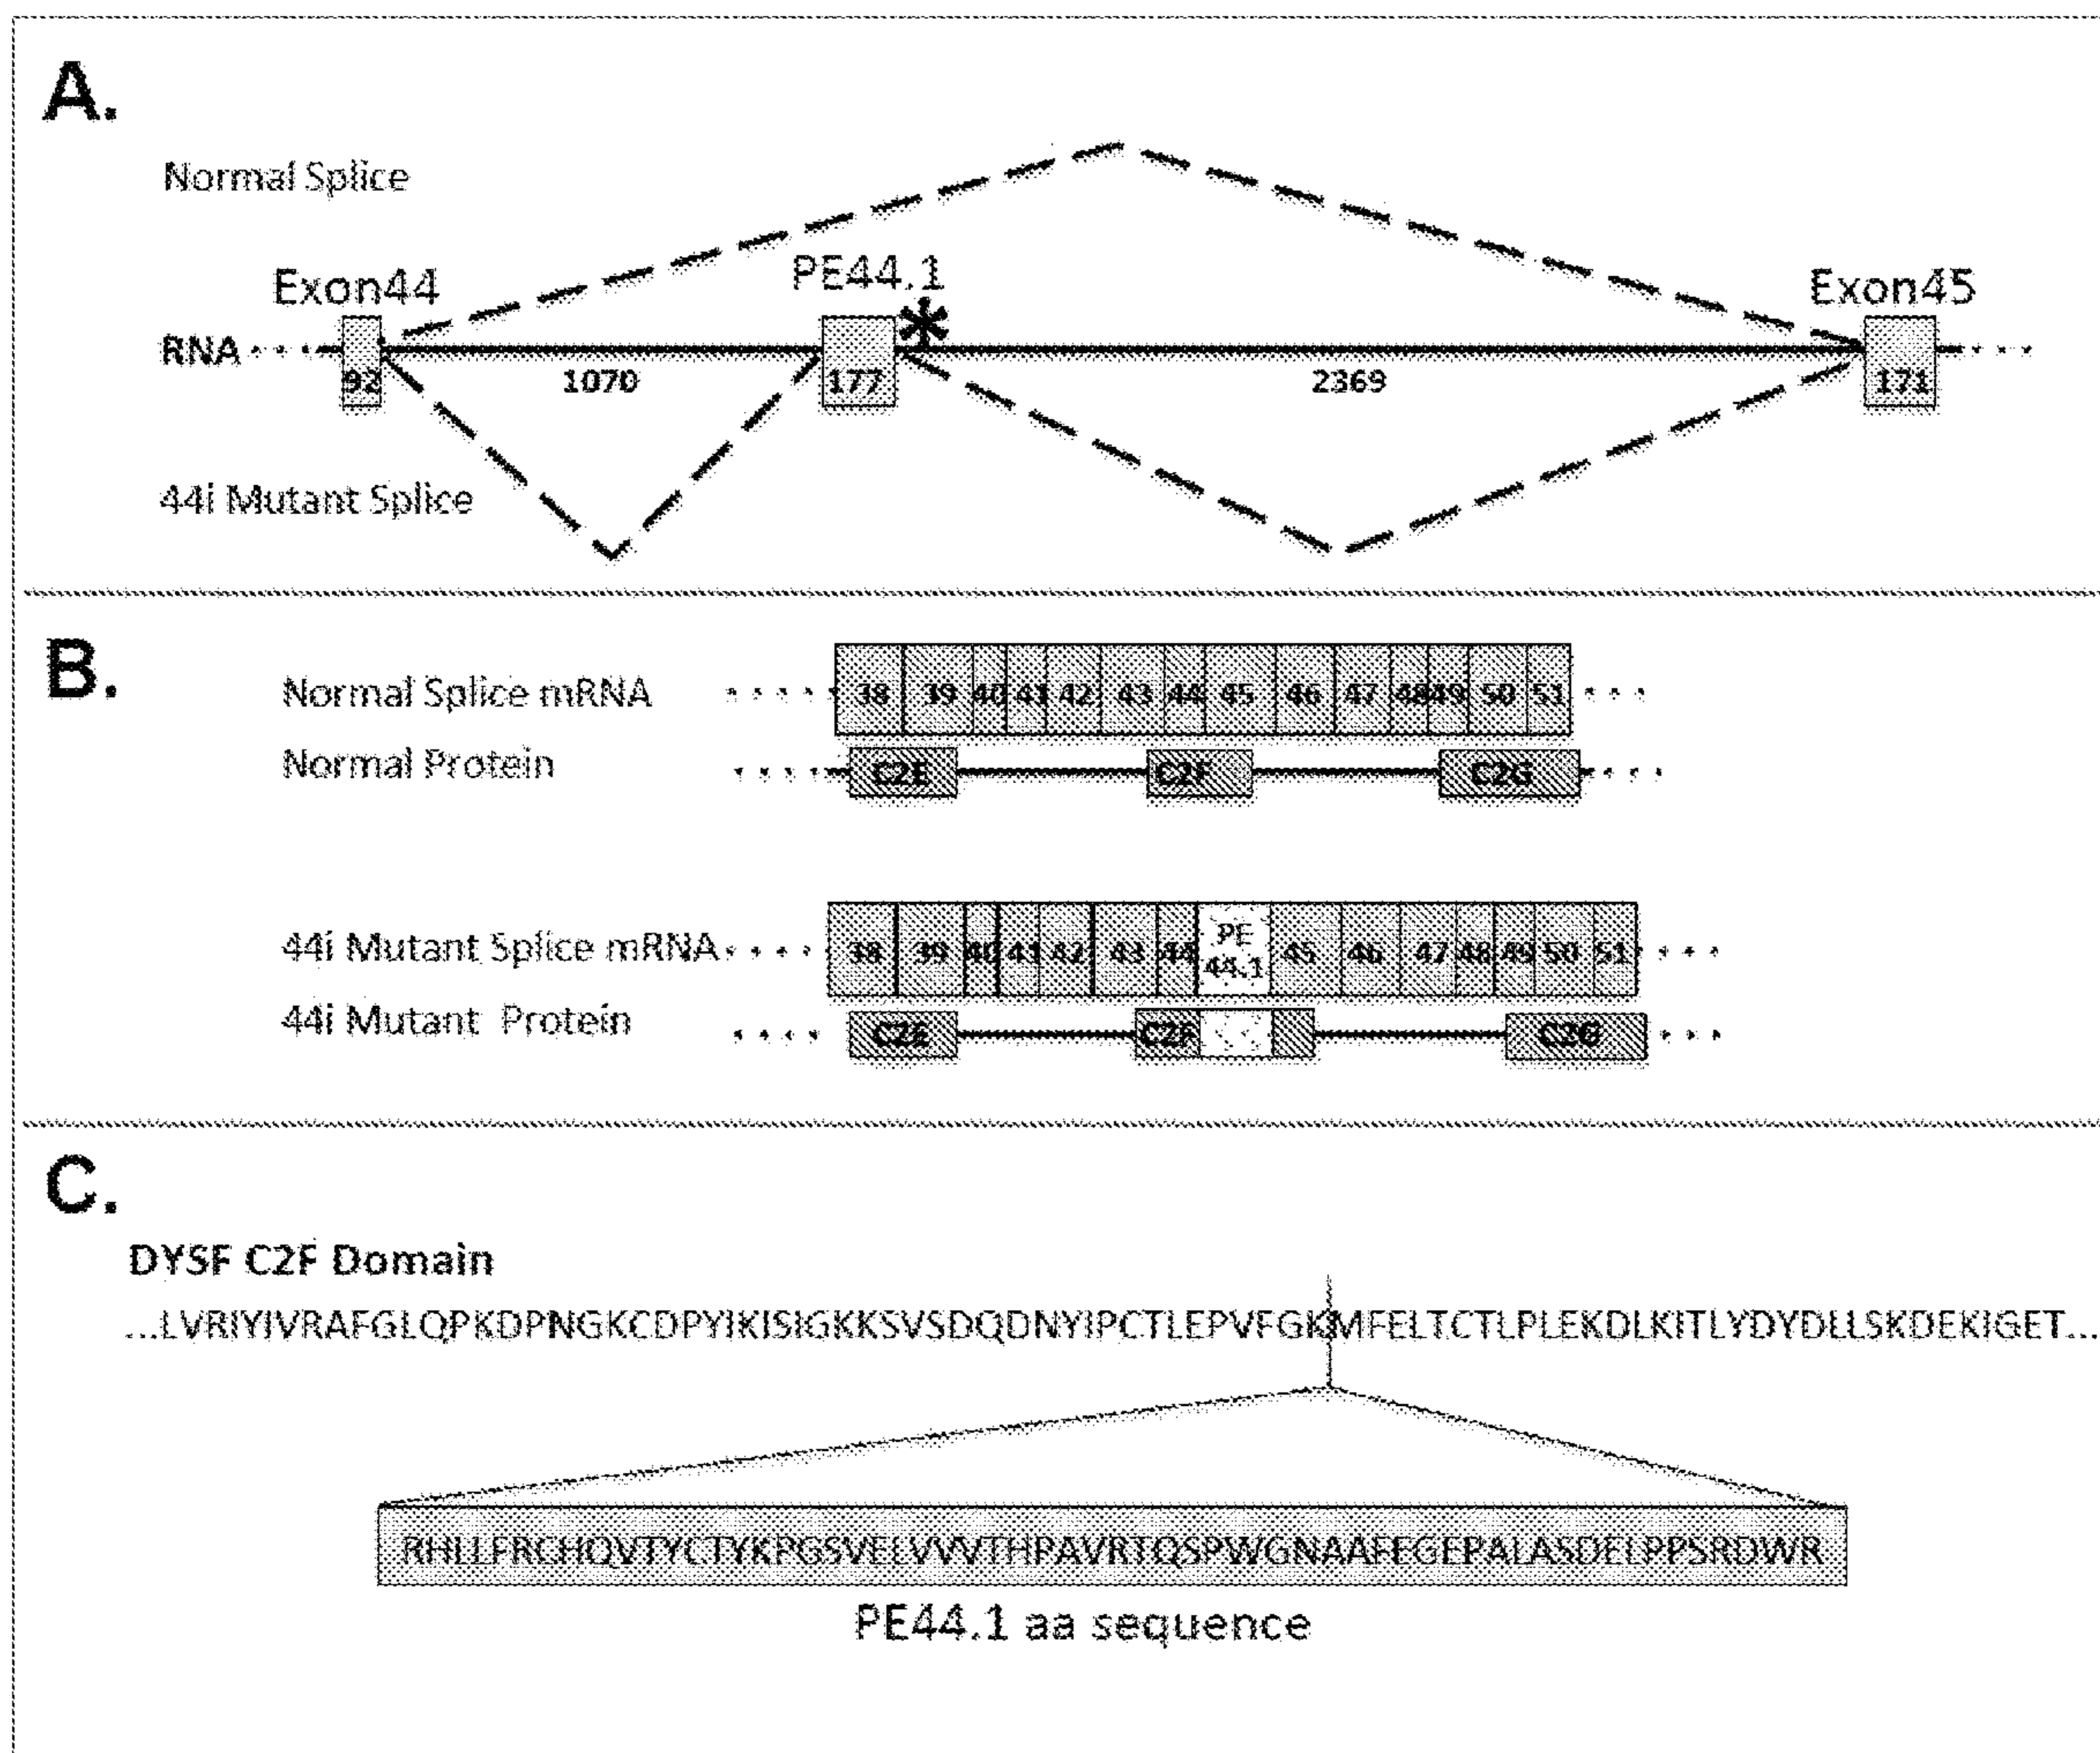 A.
Normal Splice
Exon44
PE44.1
Exon45
*
RNA
92
1070
177
2369
171
44i Mutant Splice
B.
Normal Splice mRNA
38 39 40 41 42 43 44 45 46 47 48 49 50 51
Normal Protein
C2E C2F C2G
44i Mutant Splice mRNA
38 39 40 41 42 43 44 PE 44.1 45 46 47 48 49 50 51
44i Mutant Protein
C2E C2F C2G
C.
DYSF C2F Domain
...LVRIYIVRAFGLQPKDPNGKCDPYIKISIGKKSVSDQDNYIPCTLEPVFGKMFELTCTLPLEKDLKITLYDYDLLSKDEKIGET...
RHLLFRCHQVTYCTYKPGSVELVVVTHPAVRTQSPWGNAAFEGEPALASDELPPSRDWR
PE44.1 aa sequence